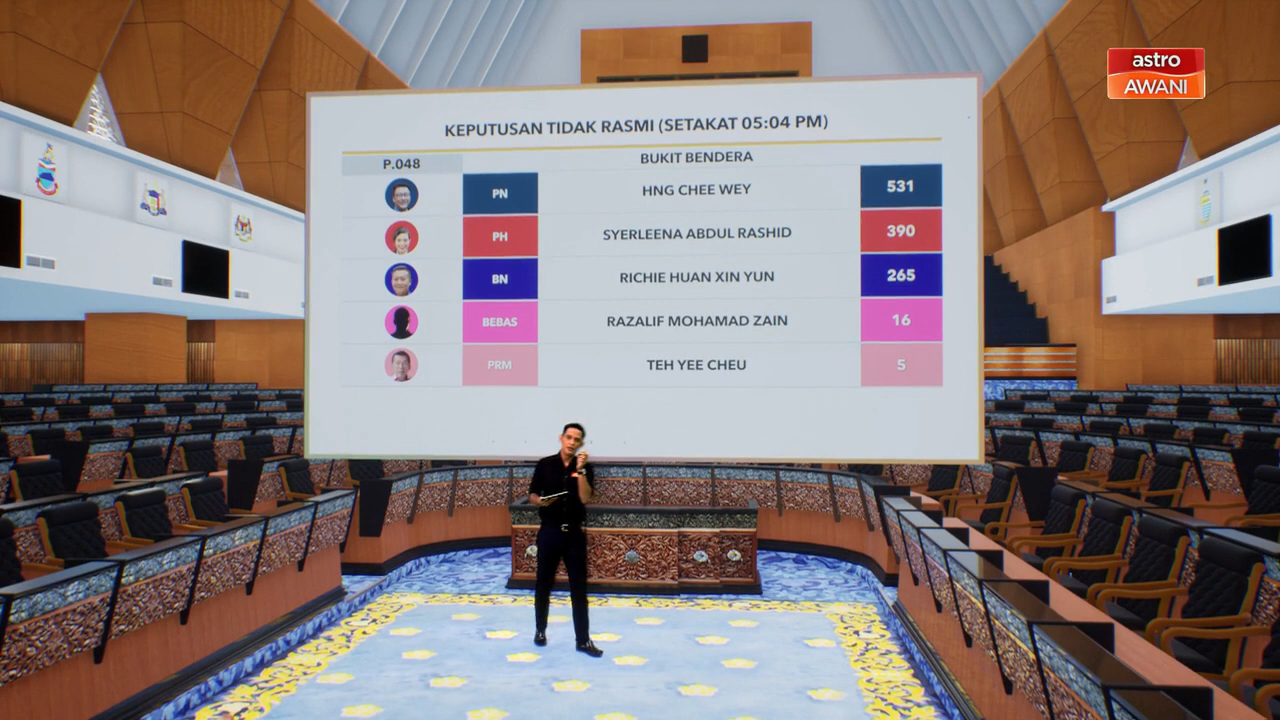 astro
AWANI
KEPUTUSAN TIDAK RASMI (SETAKAT 05:04 PM)
P.048 BUKIT BENDERA
PN HNG CHEE WEY 531
PH SYERLEENA ABDUL RASHID 390
BN RICHIE HUAN XIN YUN 265
BEBAS RAZALIF MOHAMAD ZAIN 16
PRM TEH YEE CHEU 5